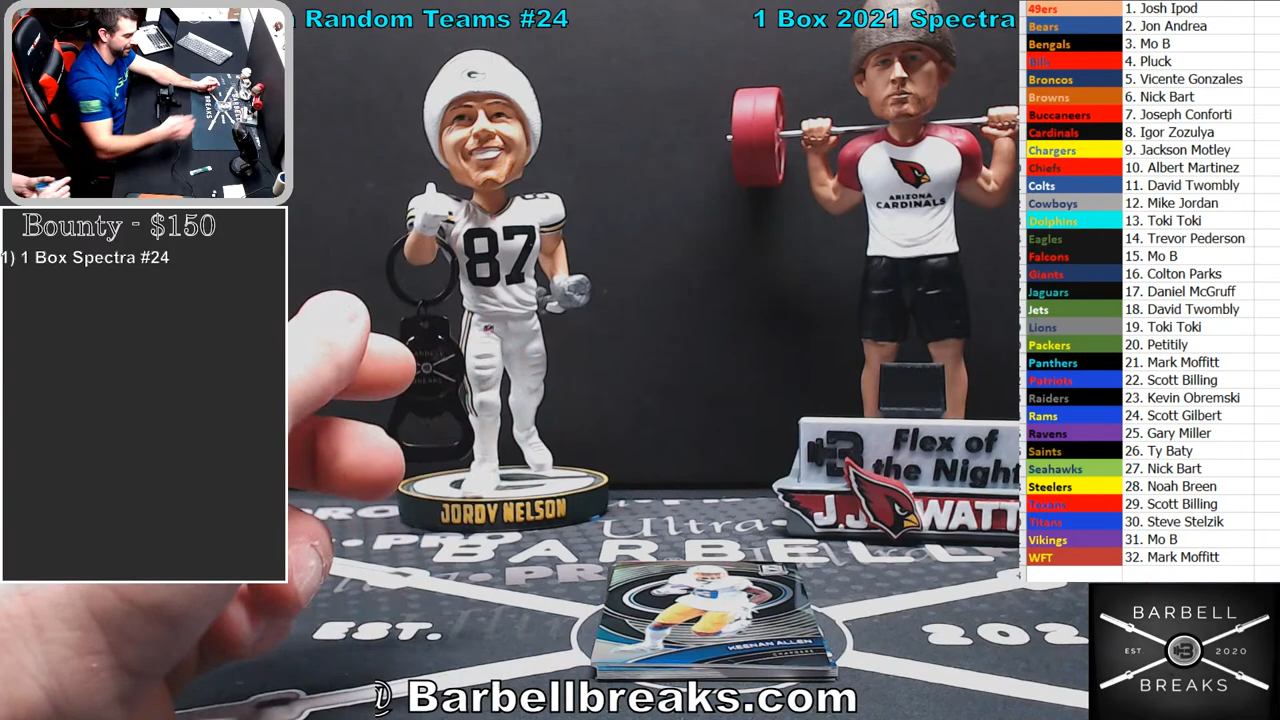 Random Teams #24
1 Box 2021 Spectra
Bounty - $150
1) 1 Box Spectra #24
G
87
ARIZONA
CARDINALS
BARBELL
BREAKS
JORDY NELSON
Flex of
the Night
J.J. WATT
Ultra
PRO
BARBELL
EST.
202
KEENAN ALLEN
CHARGERS
Barbellbreaks.com
49ers 1. Josh Ipod
Bears 2. Jon Andrea
Bengals 3. Mo B
Bills 4. Pluck
Broncos 5. Vicente Gonzales
Browns 6. Nick Bart
Buccaneers 7. Joseph Conforti
Cardinals 8. Igor Zozulya
Chargers 9. Jackson Motley
Chiefs 10. Albert Martinez
Colts 11. David Twombly
Cowboys 12. Mike Jordan
Dolphins 13. Toki Toki
Eagles 14. Trevor Pederson
Falcons 15. Mo B
Giants 16. Colton Parks
Jaguars 17. Daniel McGruff
Jets 18. David Twombly
Lions 19. Toki Toki
Packers 20. Petitily
Panthers 21. Mark Moffitt
Patriots 22. Scott Billing
Raiders 23. Kevin Obremski
Rams 24. Scott Gilbert
Ravens 25. Gary Miller
Saints 26. Ty Baty
Seahawks 27. Nick Bart
Steelers 28. Noah Breen
Texans 29. Scott Billing
Titans 30. Steve Stelzik
Vikings 31. Mo B
WFT 32. Mark Moffitt
BARBELL
EST. B 2020
BREAKS